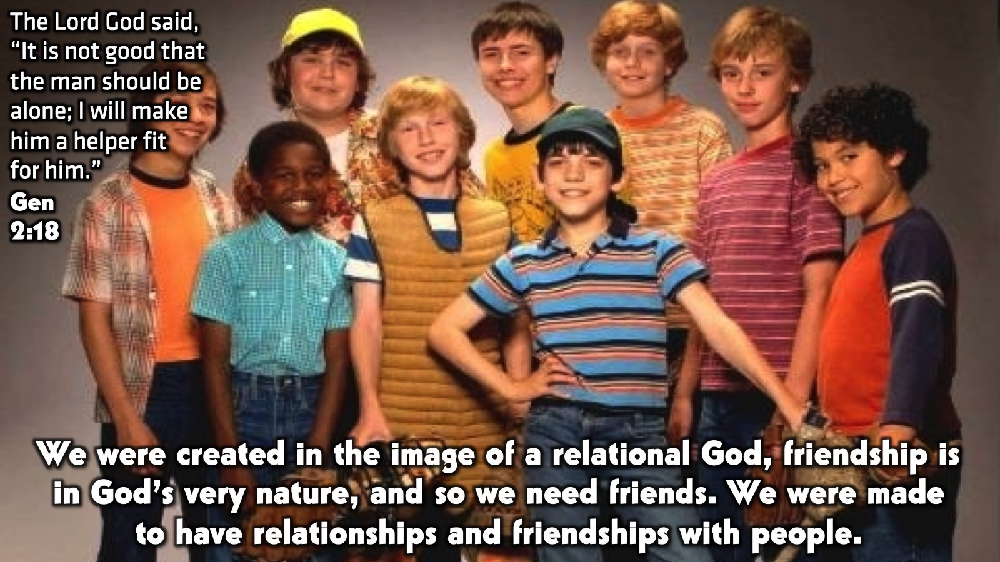 The Lord God said,
“It is not good that
the man should be
alone; I will make
him a helper fit
for him.”
Gen
2:18
We were created in the image of a relational God, friendship is
in God’s very nature, and so we need friends. We were made
to have relationships and friendships with people.